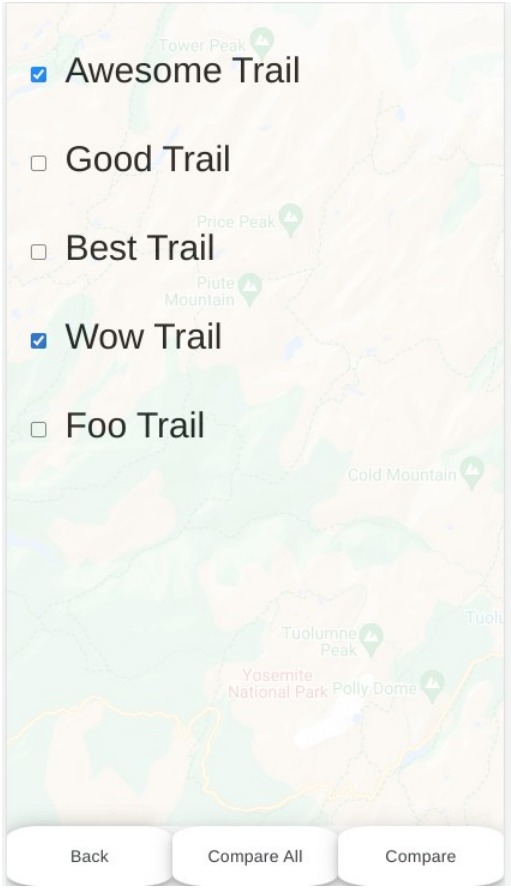 Tower Peak
Awesome Trail
Good Trail
Price Peak
Best Trail
Piute
Mountain
Wow Trail
Foo Trail
Cold Mountain
Tuolumne
Peak
Yosemite
National Park
Polly Dome
Back
Compare All
Compare